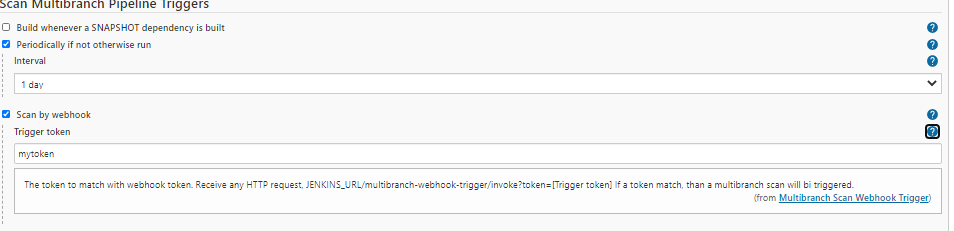 Scan Multibranch Pipeline Triggers
Build whenever a SNAPSHOT dependency is built ?
Periodically if not otherwise run ?
Interval ?
1 day
Scan by webhook ?
Trigger token ?
mytoken
The token to match with webhook token. Receive any HTTP request, JENKINS_URL/multibranch-webhook-trigger/invoke?token=[Trigger token] If a token match, than a multibranch scan will bi triggered.
(from Multibranch Scan Webhook Trigger)